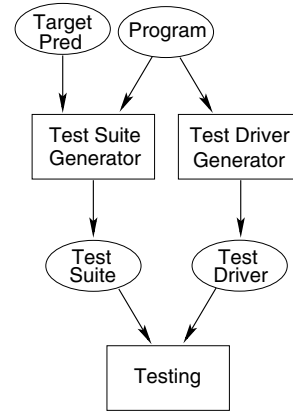 Target
Pred
Program
Test Suite
Generator
Test Driver
Generator
Test
Suite
Test
Driver
Testing